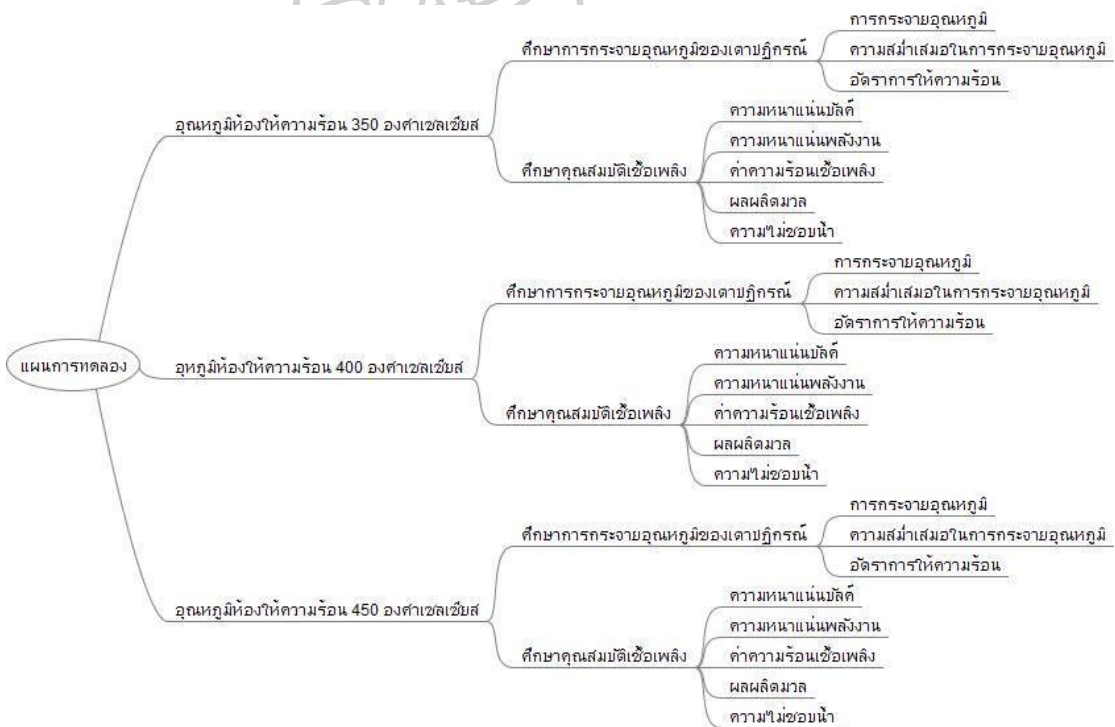 แผนการทดลอง
อุณหภูมิห้องให้ความร้อน 350 องศาเซลเซียส
ศึกษาการกระจายอุณหภูมิของเตาปฏิกรณ์
การกระจายอุณหภูมิ
ความสม่ำเสมอในการกระจายอุณหภูมิ
อัตราการให้ความร้อน
ศึกษาคุณสมบัติเชื้อเพลิง
ความหนาแน่นบัลค์
ความหนาแน่นพลังงาน
ค่าความร้อนเชื้อเพลิง
ผลผลิตมวล
ความไม่ชอบน้ำ
อุหภูมิห้องให้ความร้อน 400 องศาเซลเซียส
ศึกษาการกระจายอุณหภูมิของเตาปฏิกรณ์
การกระจายอุณหภูมิ
ความสม่ำเสมอในการกระจายอุณหภูมิ
อัตราการให้ความร้อน
ศึกษาคุณสมบัติเชื้อเพลิง
ความหนาแน่นบัลค์
ความหนาแน่นพลังงาน
ค่าความร้อนเชื้อเพลิง
ผลผลิตมวล
ความไม่ชอบน้ำ
อุณหภูมิห้องให้ความร้อน 450 องศาเซลเซียส
ศึกษาการกระจายอุณหภูมิของเตาปฏิกรณ์
การกระจายอุณหภูมิ
ความสม่ำเสมอในการกระจายอุณหภูมิ
อัตราการให้ความร้อน
ศึกษาคุณสมบัติเชื้อเพลิง
ความหนาแน่นบัลค์
ความหนาแน่นพลังงาน
ค่าความร้อนเชื้อเพลิง
ผลผลิตมวล
ความไม่ชอบน้ำ